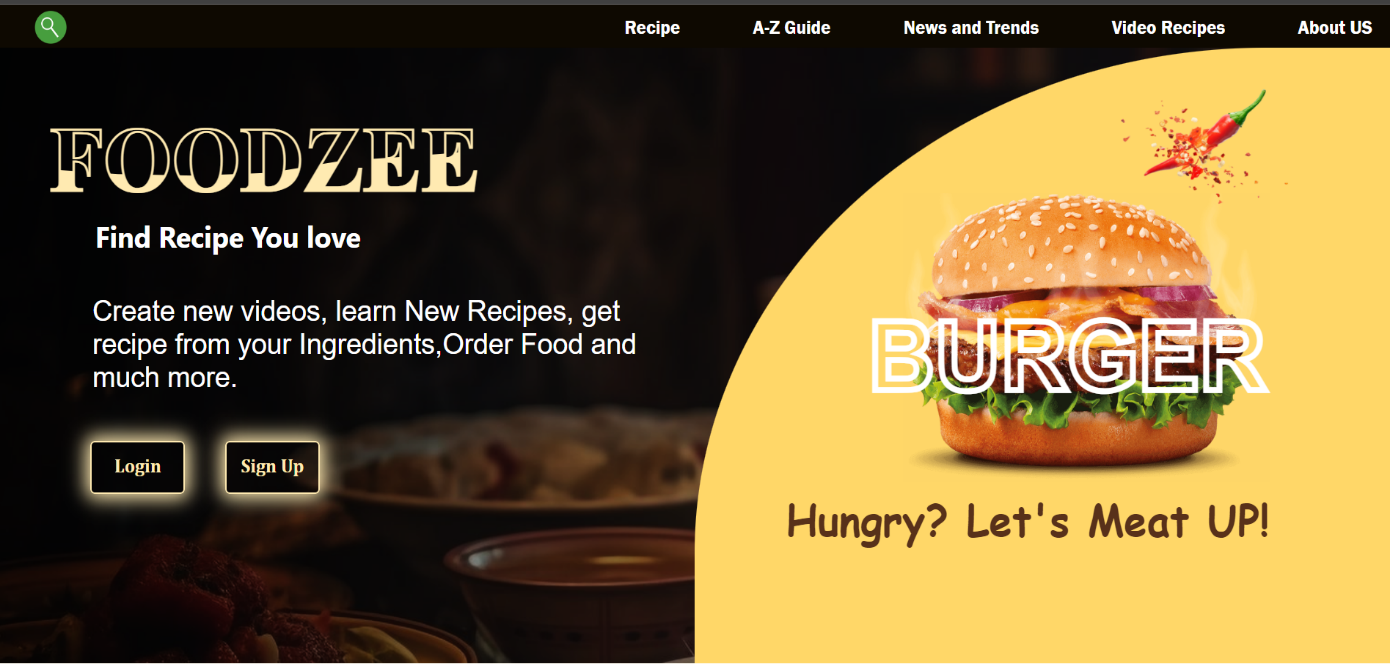 Recipe
A-Z Guide
News and Trends
Video Recipes
About US
FOODZEE
Find Recipe You love
Create new videos, learn New Recipes, get
recipe from your Ingredients,Order Food and
much more.
Login
Sign Up
BURGER
Hungry? Let's Meat UP!